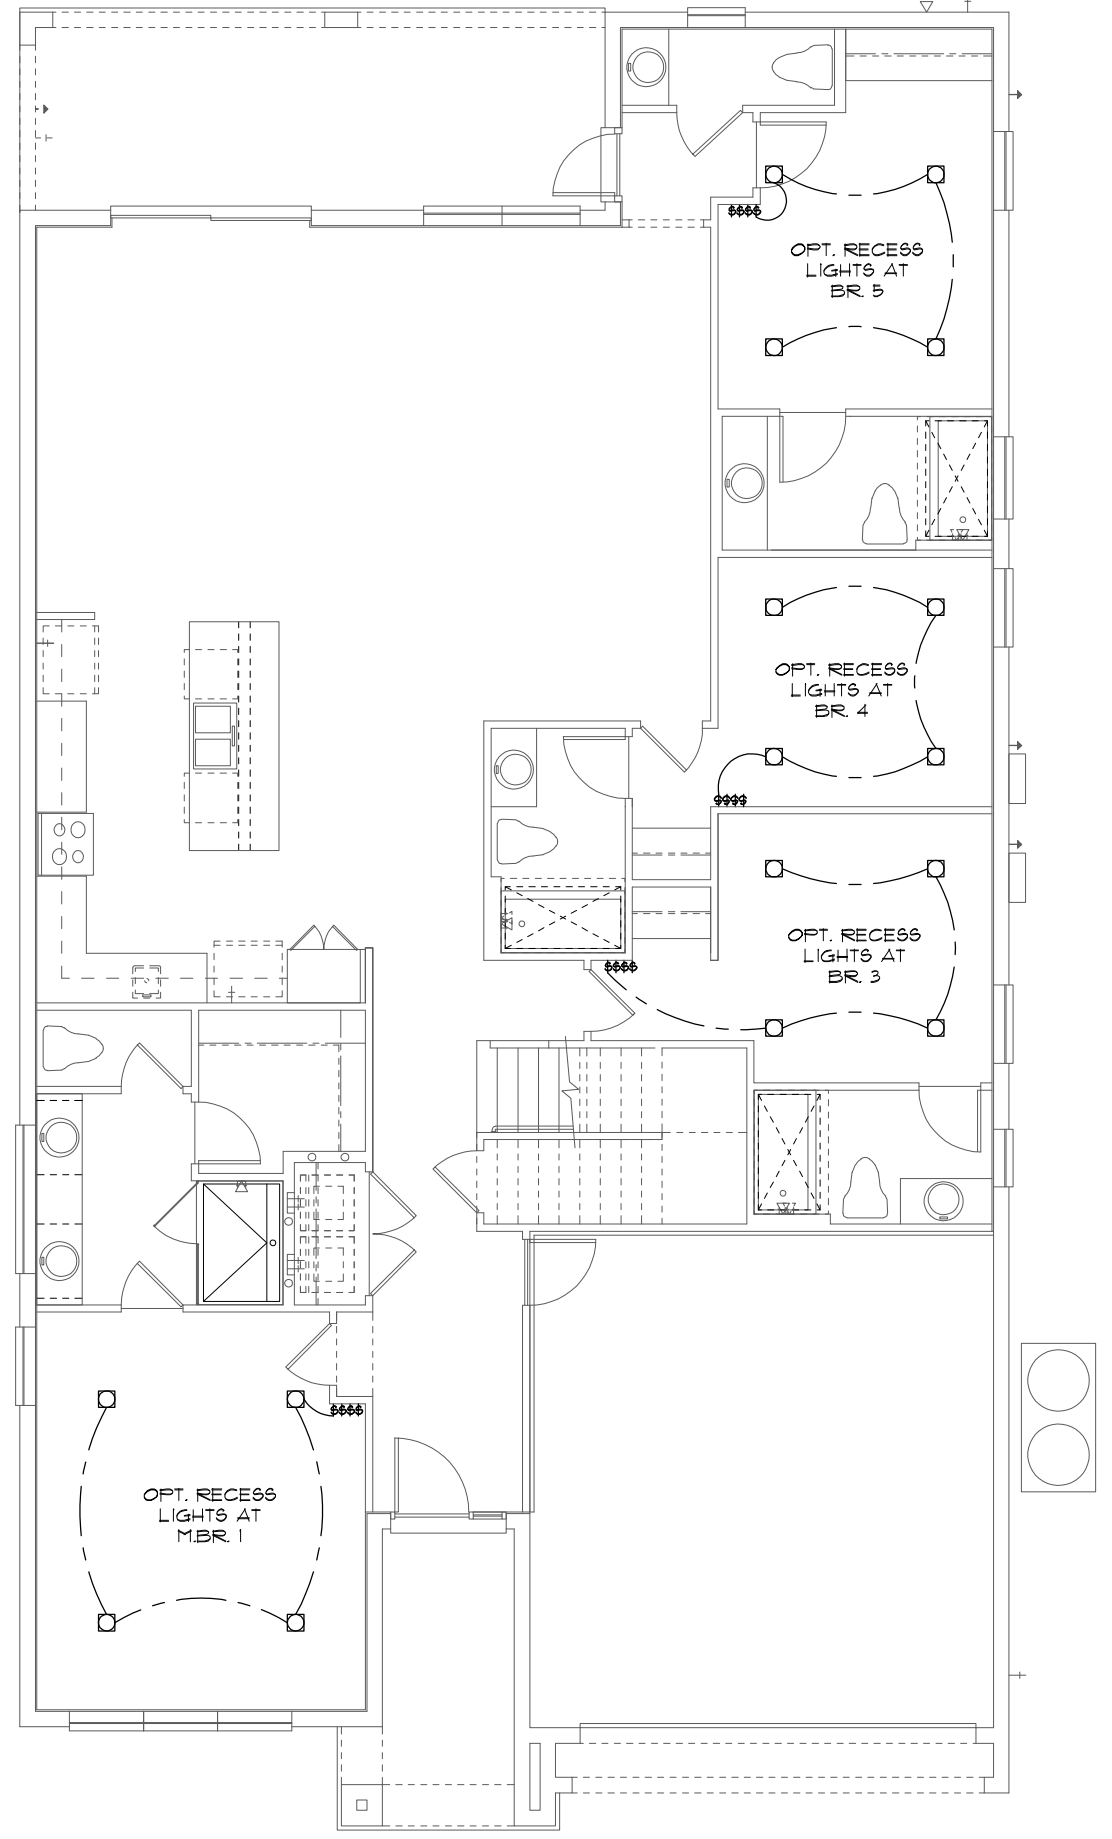 $$$$
OPT. RECESS
LIGHTS AT
BR. 5
OPT. RECESS
LIGHTS AT
BR. 4
$$$$
OPT. RECESS
LIGHTS AT
BR. 3
$$$$
$$$$
OPT. RECESS
LIGHTS AT
M.BR. 1